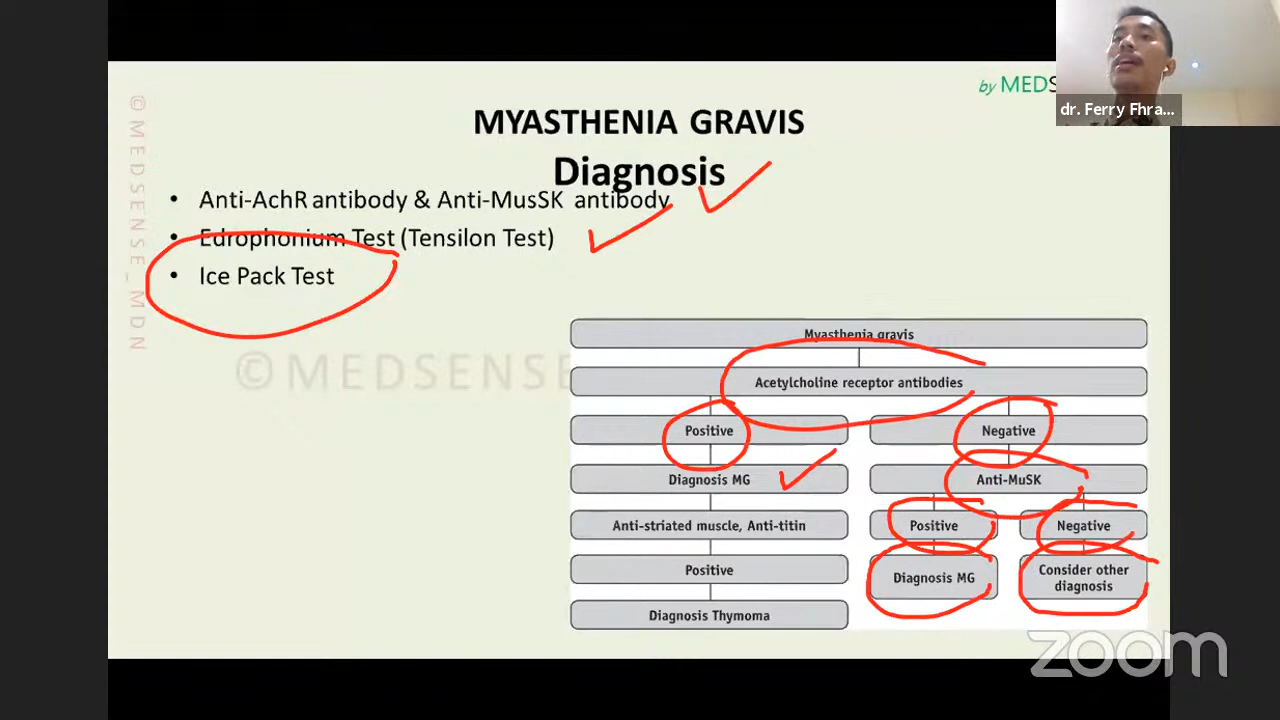 by MEDS
dr. Ferry Fhra...
©MEDSENSE_MDN
MYASTHENIA GRAVIS
Diagnosis
• Anti-AchR antibody & Anti-MusSK antibody
• Edrophonium Test (Tensilon Test)
• Ice Pack Test
©MEDSENSE
Myasthenia gravis
Acetylcholine receptor antibodies
Positive
Negative
Diagnosis MG
Anti-MuSK
Anti-striated muscle, Anti-titin
Positive
Negative
Positive
Diagnosis MG
Consider other
diagnosis
Diagnosis Thymoma
zoom